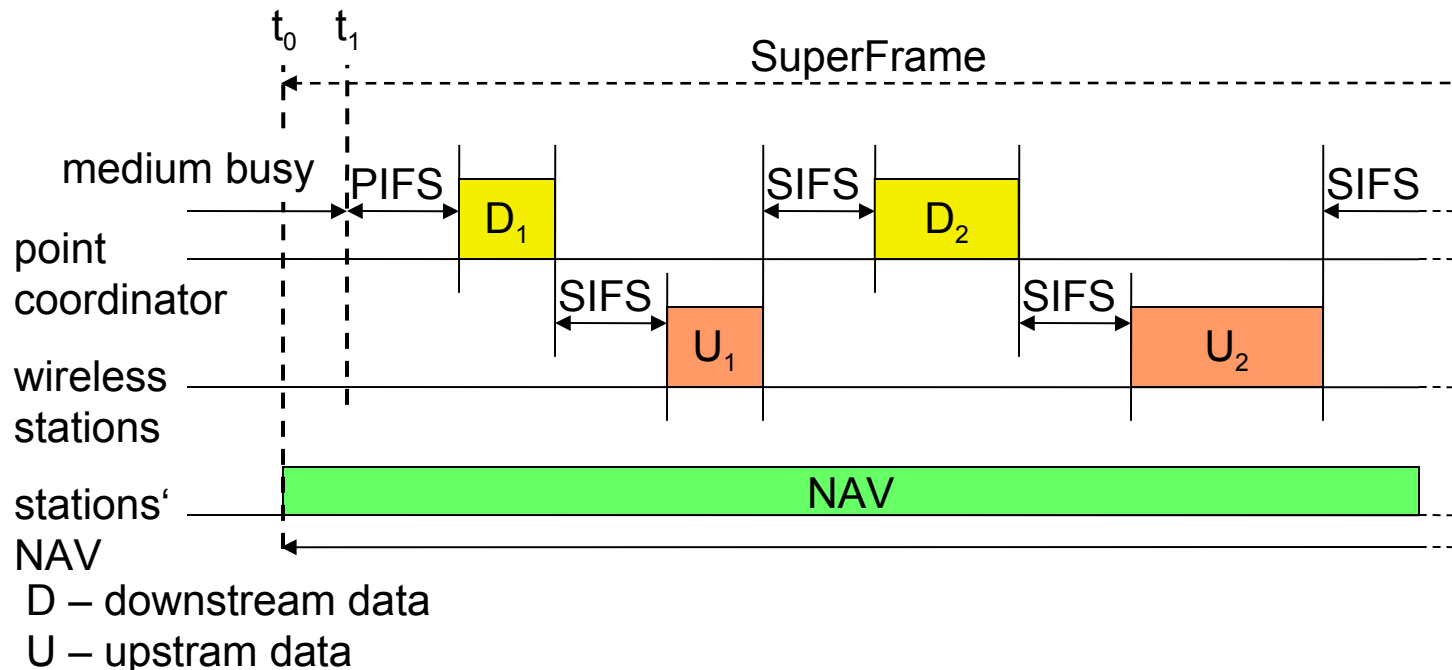 t0 t1
SuperFrame
medium busy
PIFS
D1
SIFS
D2
SIFS
point
coordinator
SIFS
U1
SIFS
U2
wireless
stations
stations‘
NAV
NAV
D – downstream data
U – upstram data